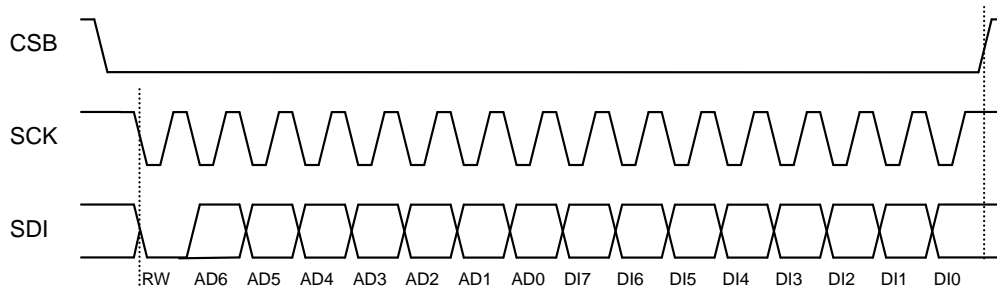 CSB
SCK
SDI
RW AD6 AD5 AD4 AD3 AD2 AD1 AD0 DI7 DI6 DI5 DI4 DI3 DI2 DI1 DI0